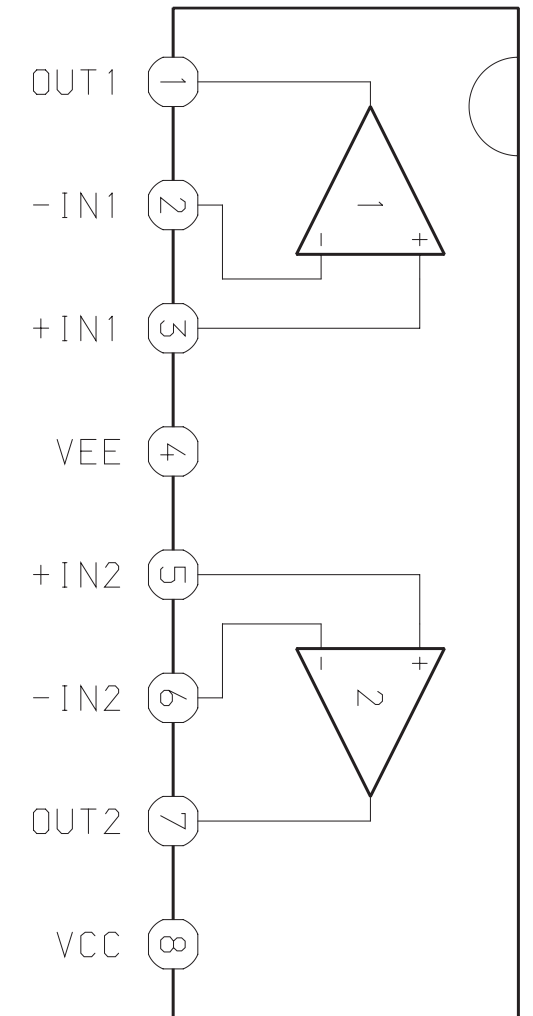 OUT1 1
-IN1 2
1
- +
+IN1 3
VEE 4
+IN2 5
- +
-IN2 6
2
OUT2 7
VCC 8